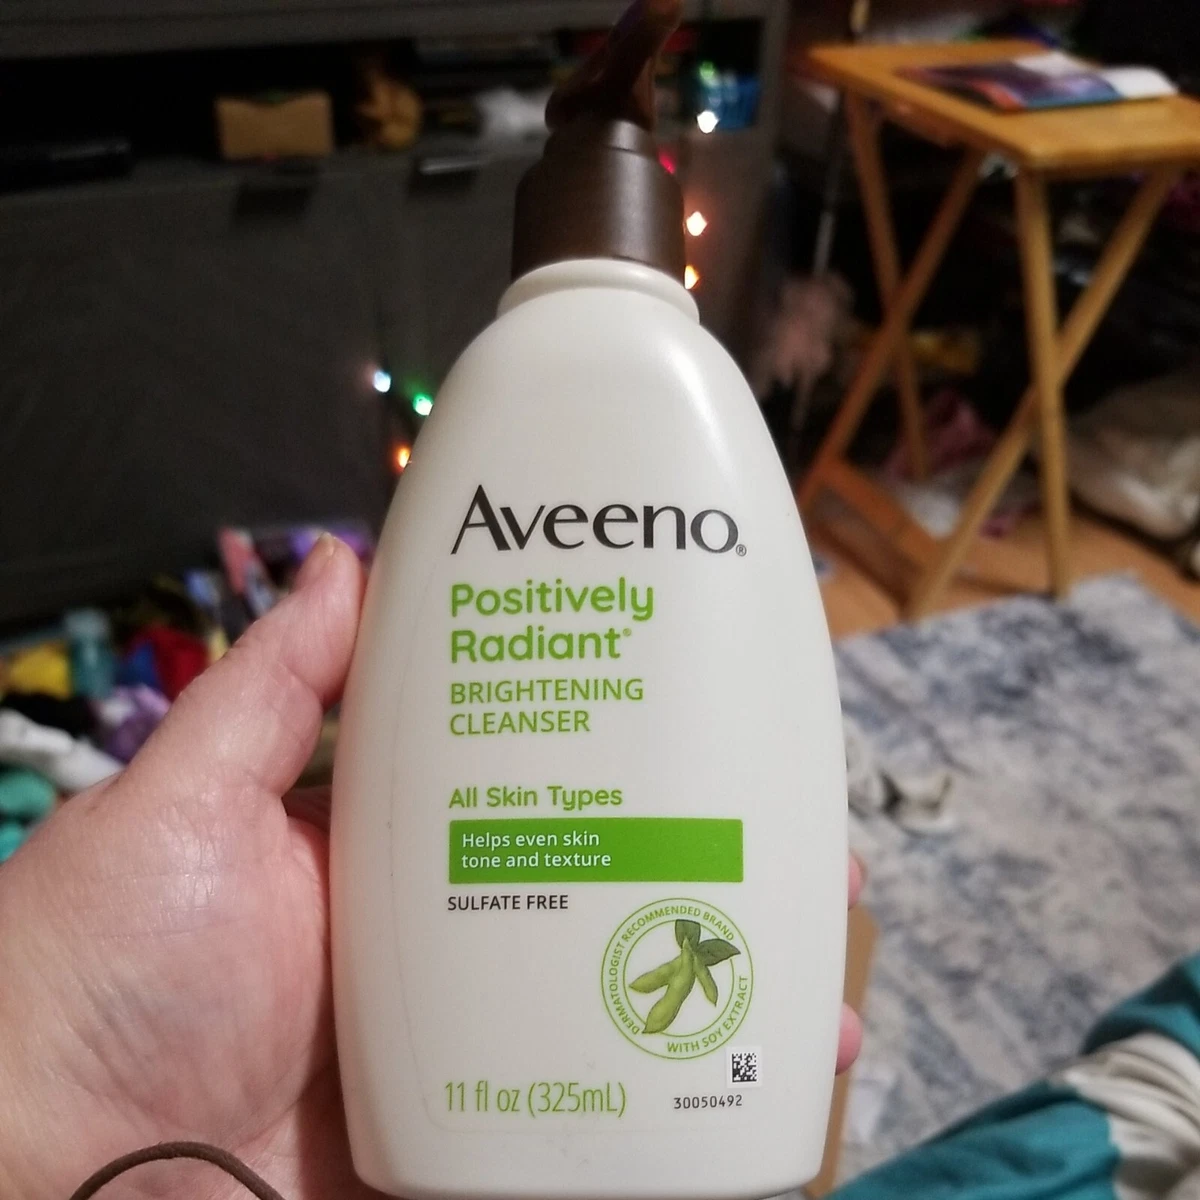 Aveeno®
Positively
Radiant®
BRIGHTENING
CLEANSER
All Skin Types
Helps even skin
tone and texture
SULFATE FREE
DERMATOLOGIST RECOMMENDED BRAND
WITH SOY EXTRACT
11 fl oz (325mL)
30050492